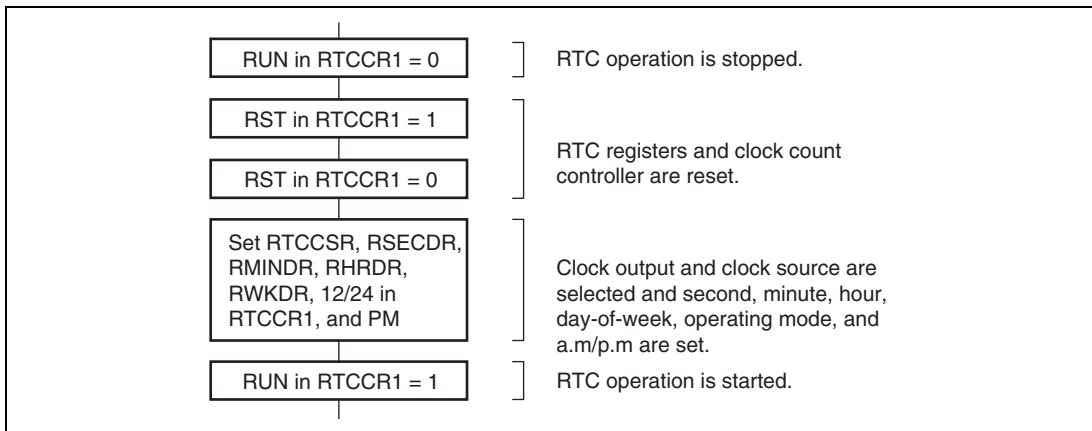 RUN in RTCCR1 = 0
RTC operation is stopped.
RST in RTCCR1 = 1
RST in RTCCR1 = 0
RTC registers and clock count
controller are reset.
Set RTCCSR, RSECDR,
RMINDR, RHRDR,
RWKDR, 12/24 in
RTCCR1, and PM
Clock output and clock source are
selected and second, minute, hour,
day-of-week, operating mode, and
a.m/p.m are set.
RUN in RTCCR1 = 1
RTC operation is started.